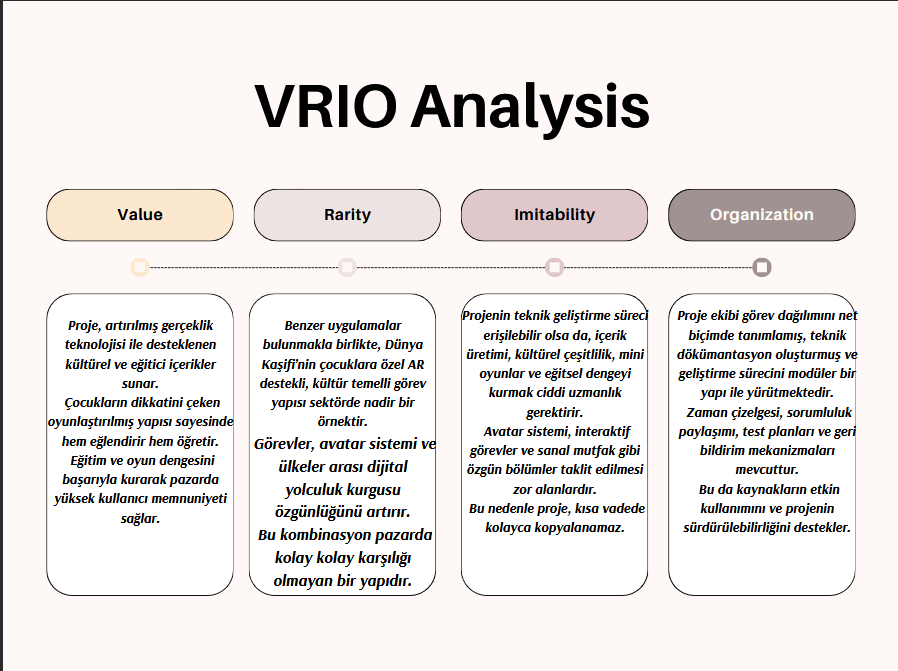 VRIO Analysis
Value
Rarity
Imitability
Organization
Proje, artırılmış gerçeklik
teknolojisi ile desteklenen
kültürel ve eğitici içerikler
sunar.
Çocukların dikkatini çeken
oyunlaştırılmış yapısı sayesinde
hem eğlendirir hem öğretir.
Eğitim ve oyun dengesini
başarıyla kurarak pazarda
yüksek kullanıcı memnuniyeti
sağlar.
Benzer uygulamalar
bulunmakla birlikte, Dünya
Kaşifi'nin çocuklara özel AR
destekli, kültür temelli görev
yapısı sektörde nadir bir
örnektir.
Görevler, avatar sistemi ve
ülkeler arası dijital
yolculuk kurgusu
özgünlüğünü artırır.
Bu kombinasyon pazarda
kolay kolay karşılığı
olmayan bir yapıdır.
Projenin teknik geliştirme süreci
erişilebilir olsa da, içerik
üretimi, kültürel çeşitlilik, mini
oyunlar ve eğitsel dengeyi
kurmak ciddi uzmanlık
gerektirir.
Avatar sistemi, interaktif
görevler ve sanal mutfak gibi
özgün bölümler taklit edilmesi
zor alanlardır.
Bu nedenle proje, kısa vadede
kolayca kopyalanamaz.
Proje ekibi görev dağılımını net
biçimde tanımlamış, teknik
dökümantasyon oluşturmuş ve
geliştirme sürecini modüler bir
yapı ile yürütmektedir.
Zaman çizelgesi, sorumluluk
paylaşımı, test planları ve geri
bildirim mekanizmaları
mevcuttur.
Bu da kaynakların etkin
kullanımını ve projenin
sürdürülebilirliğini destekler.